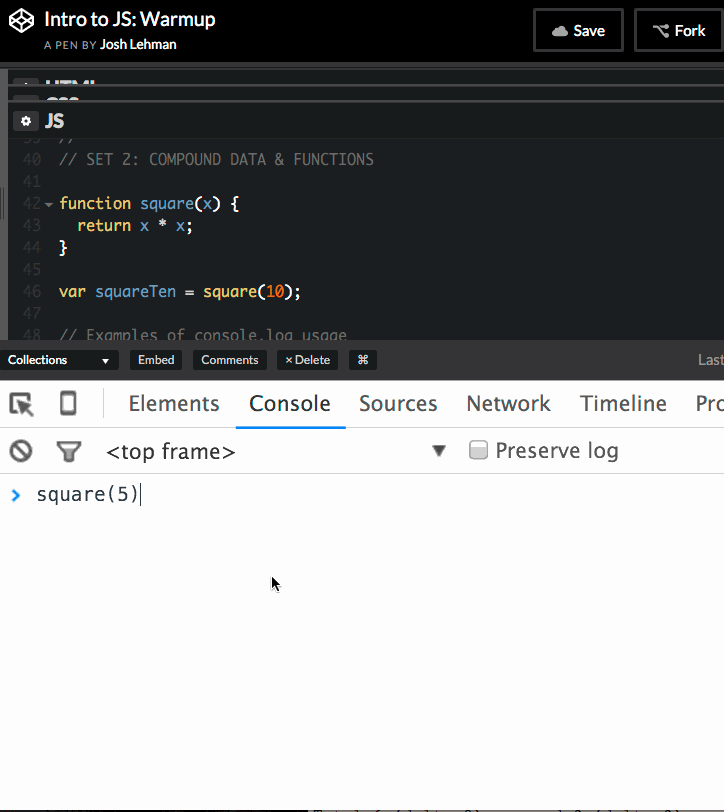 Intro to JS: Warmup
A PEN BY Josh Lehman
Save
Fork
HTML
CSS
JS
39 //
40 // SET 2: COMPOUND DATA & FUNCTIONS
41
42 function square(x) {
43 return x * x;
44 }
45
46 var squareTen = square(10);
47
48 // Examples of console.log usage
Collections ▼ Embed Comments × Delete ⌘ Last
Elements Console Sources Network Timeline Pro
<top frame> ▼ Preserve log
> square(5)